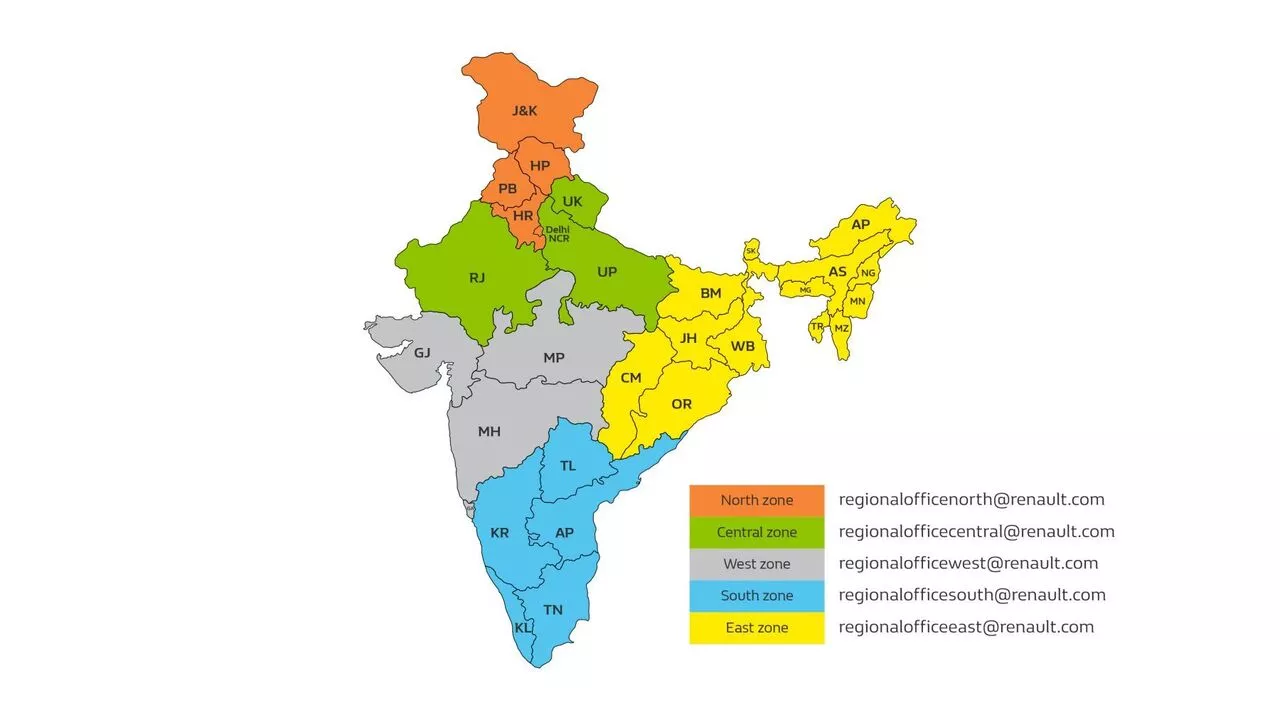 J&K
HP
PB
UK
HR
Delhi
NCR
RJ
UP
AP
SK
AS
NG
MG
MN
TR
MZ
BM
JH
WB
GJ
MP
CM
OR
MH
TL
KR
AP
TN
KL
North zone regionalofficenorth@renault.com
Central zone regionalofficecentral@renault.com
West zone regionalofficewest@renault.com
South zone regionalofficesouth@renault.com
East zone regionalofficeeast@renault.com